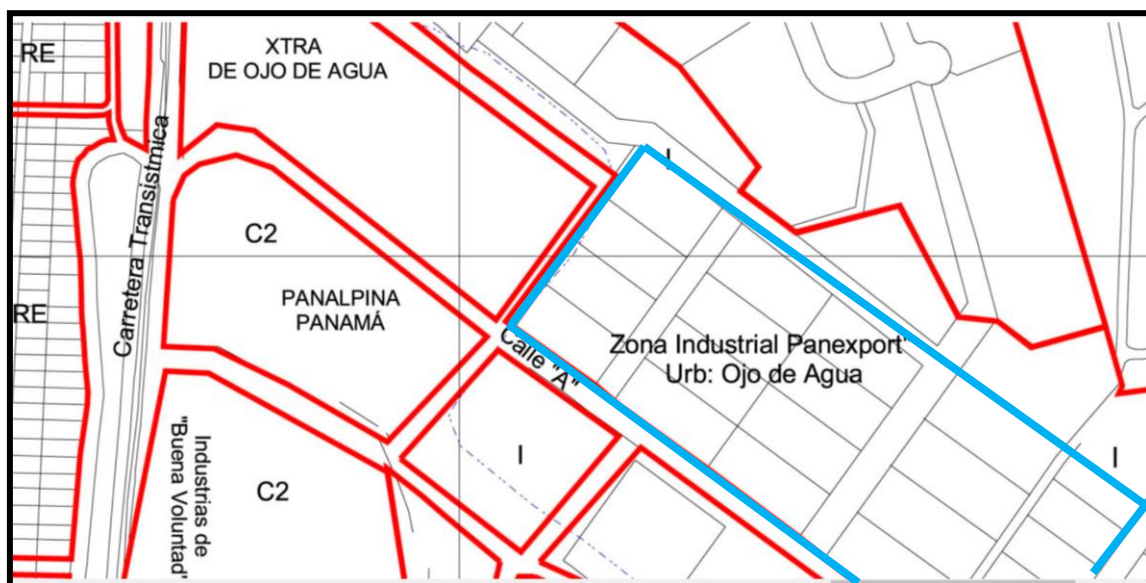 RE
XTRA
DE OJO DE AGUA
I
Carretera Transistmica
C2
PANALPINA
PANAMÁ
RE
Calle "A"
Zona Industrial Panexport"
Urb: Ojo de Agua
Industrias de
"Buena Voluntad"
C2
I
I